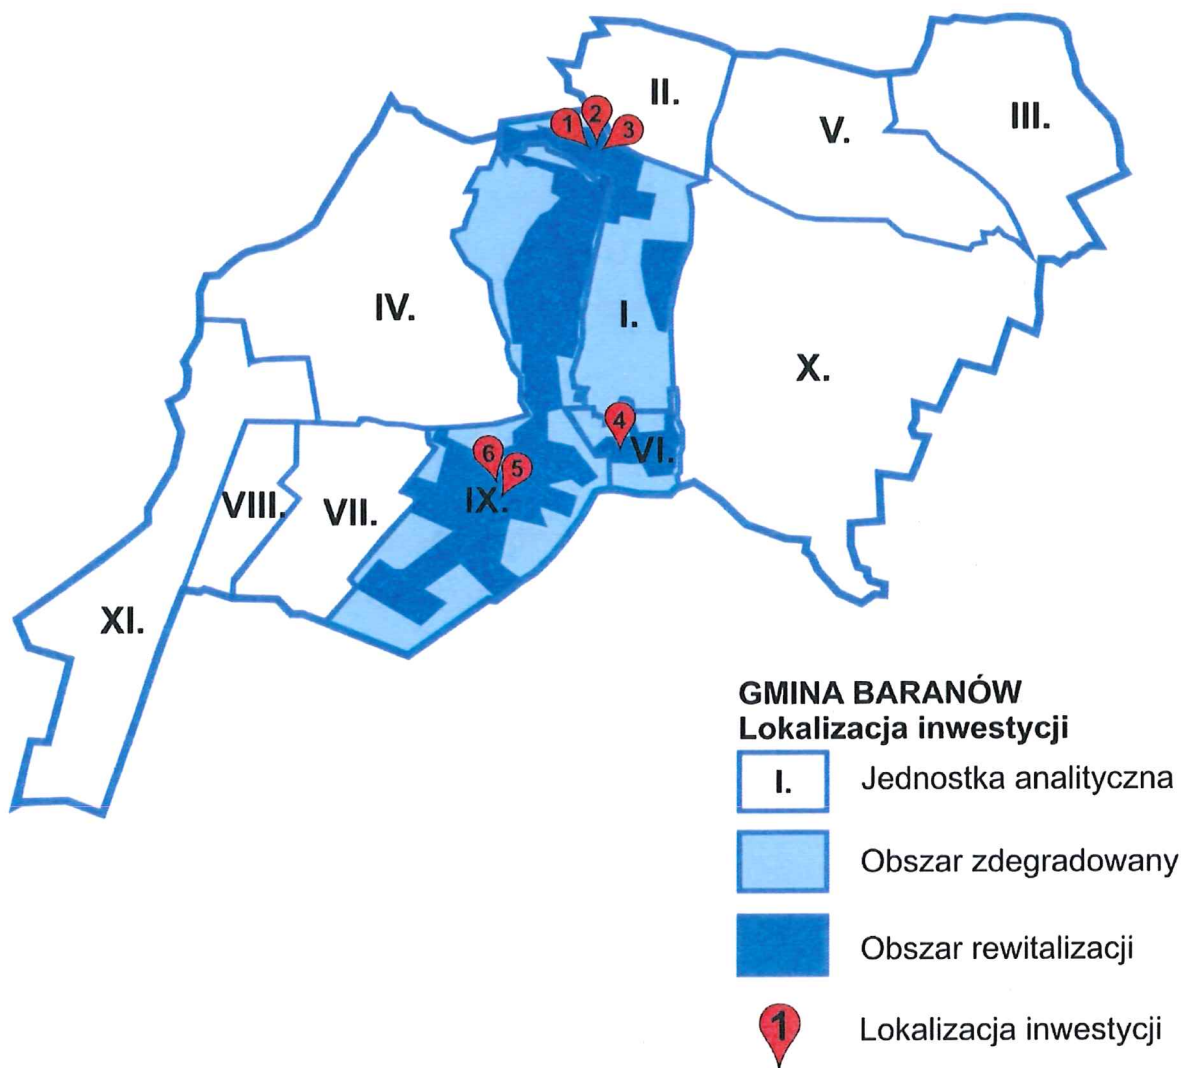 II.
III.
V.
1
2
3
IV.
I.
X.
4
VI.
6
5
IX.
VIII.
VII.
XI.
GMINA BARANÓW
Lokalizacja inwestycji
I.
Jednostka analityczna
Obszar zdegradowany
Obszar rewitalizacji
1
Lokalizacja inwestycji